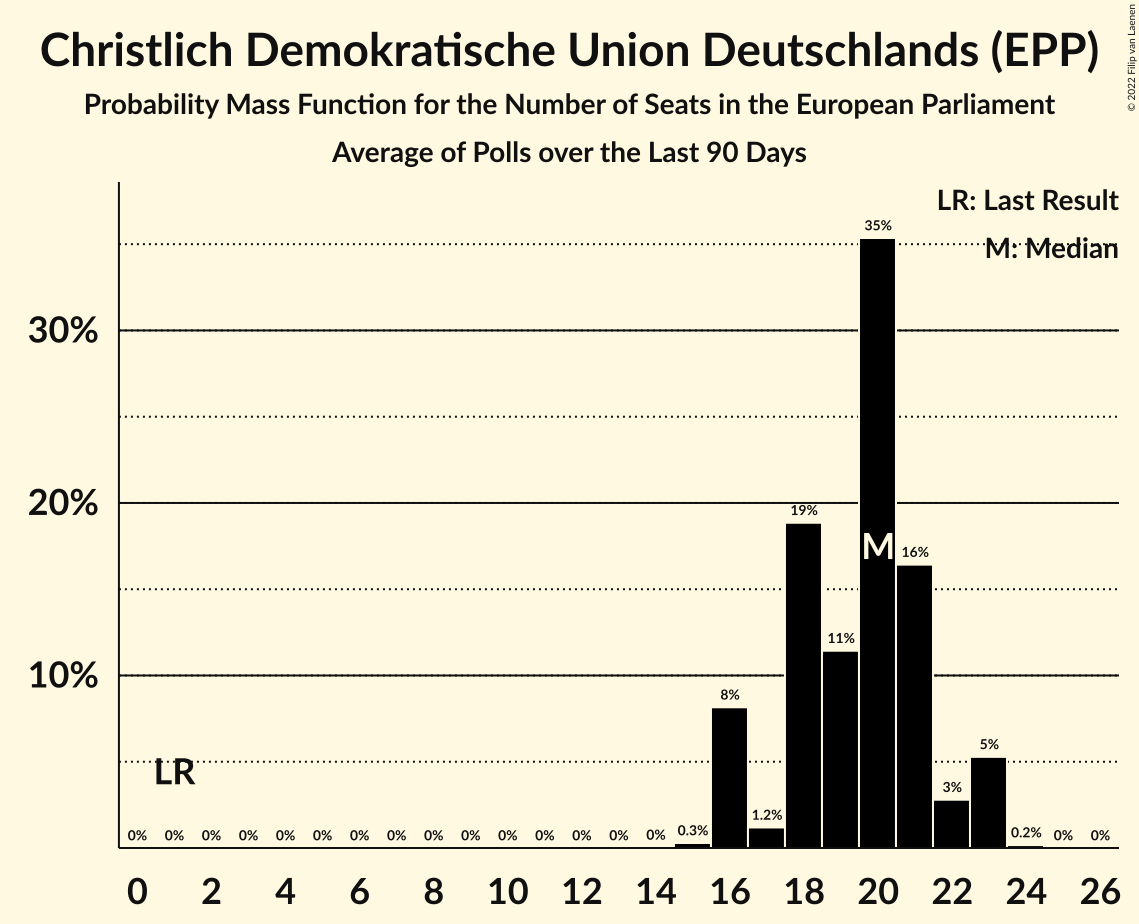 Christlich Demokratische Union Deutschlands (EPP)
Probability Mass Function for the Number of Seats in the European Parliament
Average of Polls over the Last 90 Days
© 2022 Filip van Laenen
LR: Last Result
M: Median
35%
30%
20%
19%
M
16%
11%
10%
8%
5%
LR
3%
1.2%
0% 0% 0% 0% 0% 0% 0% 0% 0% 0% 0% 0% 0% 0% 0% 0.3% 0.2% 0% 0%
0 2 4 6 8 10 12 14 16 18 20 22 24 26